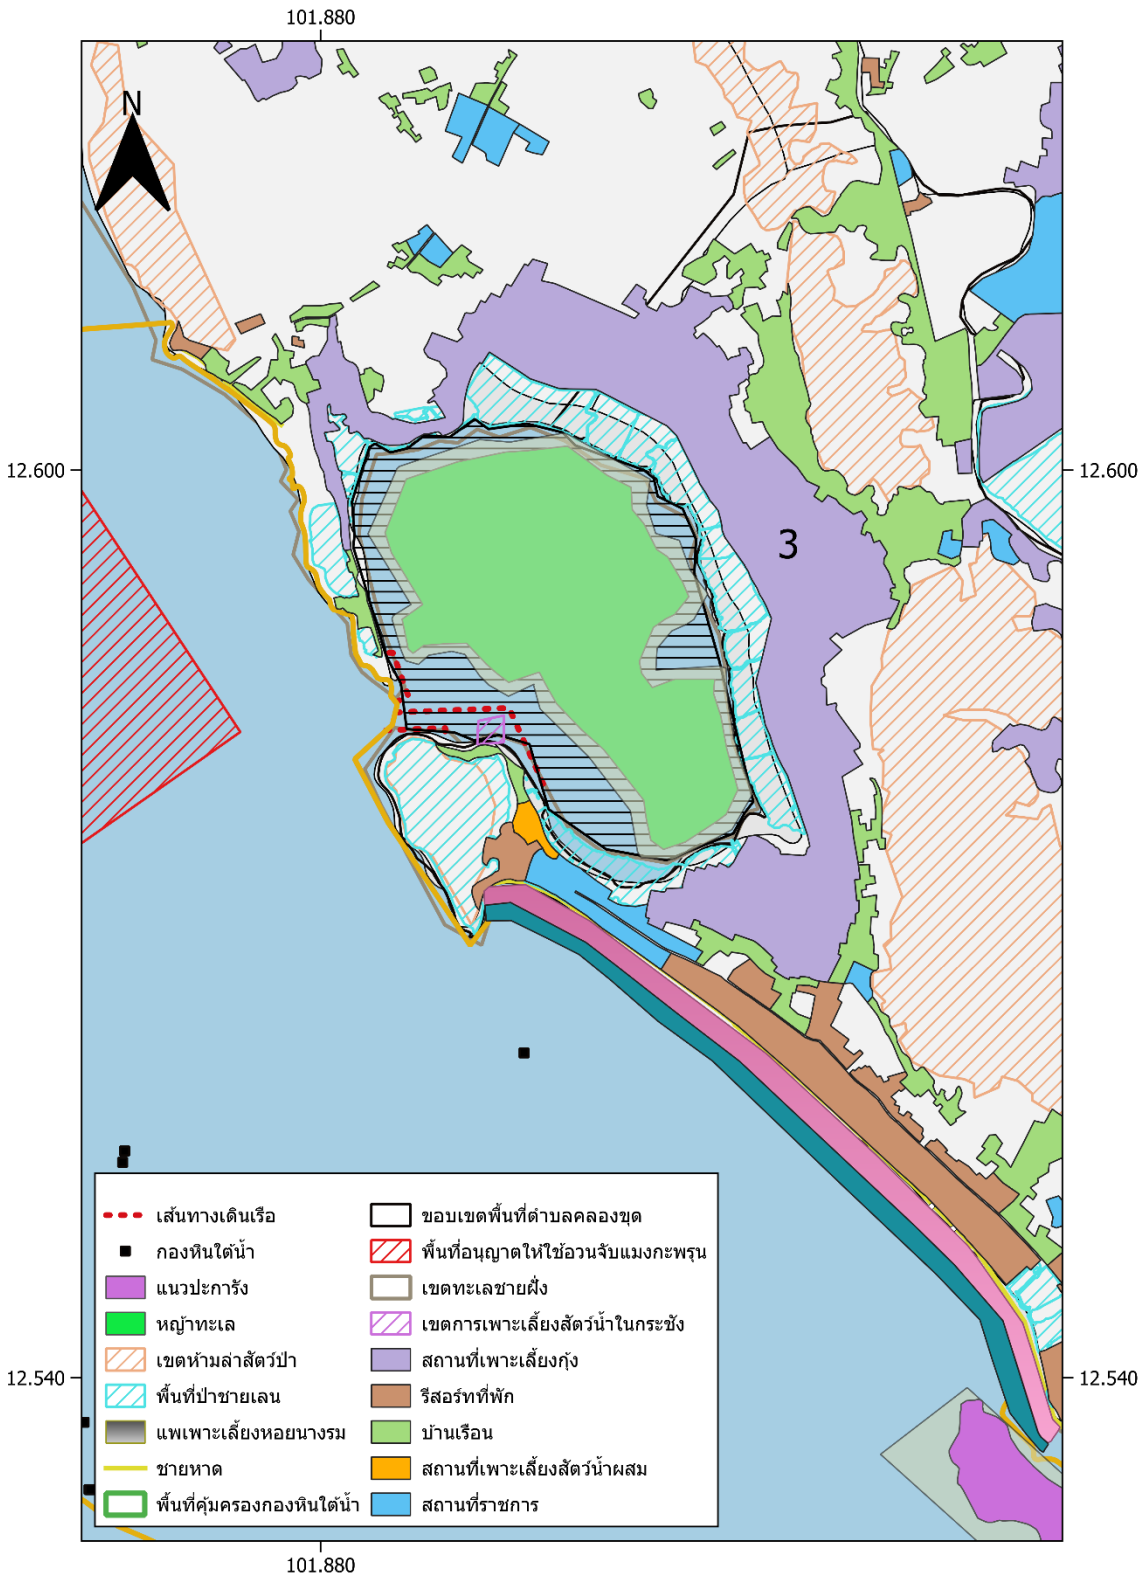 101.880
N
12.600
12.600
3
12.540
12.540
เส้นทางเดินเรือ
กองหินใต้น้ำ
แนวปะการัง
หญ้าทะเล
เขตห้ามล่าสัตว์ป่า
พื้นที่ป่าชายเลน
แพเพาะเลี้ยงหอยนางรม
ชายหาด
พื้นที่คุ้มครองกองหินใต้น้ำ
ขอบเขตพื้นที่ตำบลคลองขุด
พื้นที่อนุญาตให้ใช้อวนจับแมงกะพรุน
เขตทะเลชายฝั่ง
เขตการเพาะเลี้ยงสัตว์น้ำในกระชัง
สถานที่เพาะเลี้ยงกุ้ง
รีสอร์ทที่พัก
บ้านเรือน
สถานที่เพาะเลี้ยงสัตว์น้ำผสม
สถานที่ราชการ
101.880